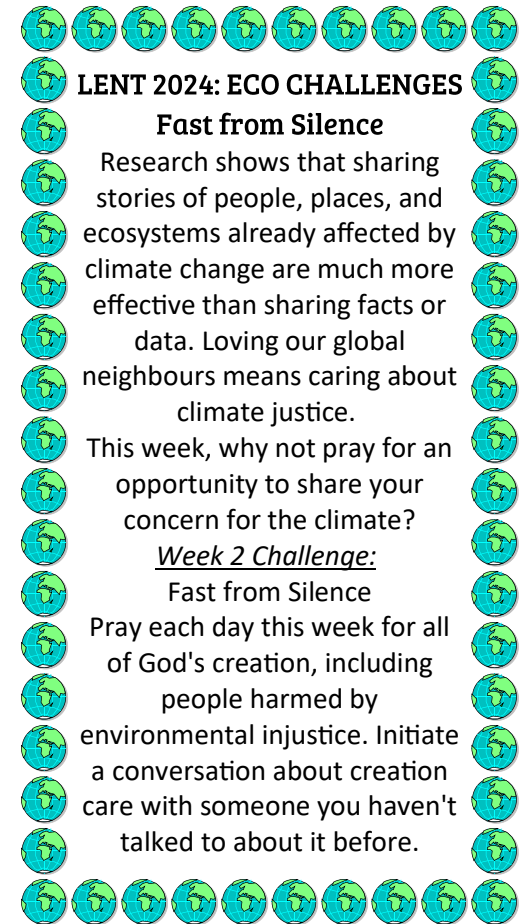 LENT 2024: ECO CHALLENGES
Fast from Silence
Research shows that sharing
stories of people, places, and
ecosystems already affected by
climate change are much more
effective than sharing facts or
data. Loving our global
neighbours means caring about
climate justice.
This week, why not pray for an
opportunity to share your
concern for the climate?
Week 2 Challenge:
Fast from Silence
Pray each day this week for all
of God's creation, including
people harmed by
environmental injustice. Initiate
a conversation about creation
care with someone you haven't
talked to about it before.